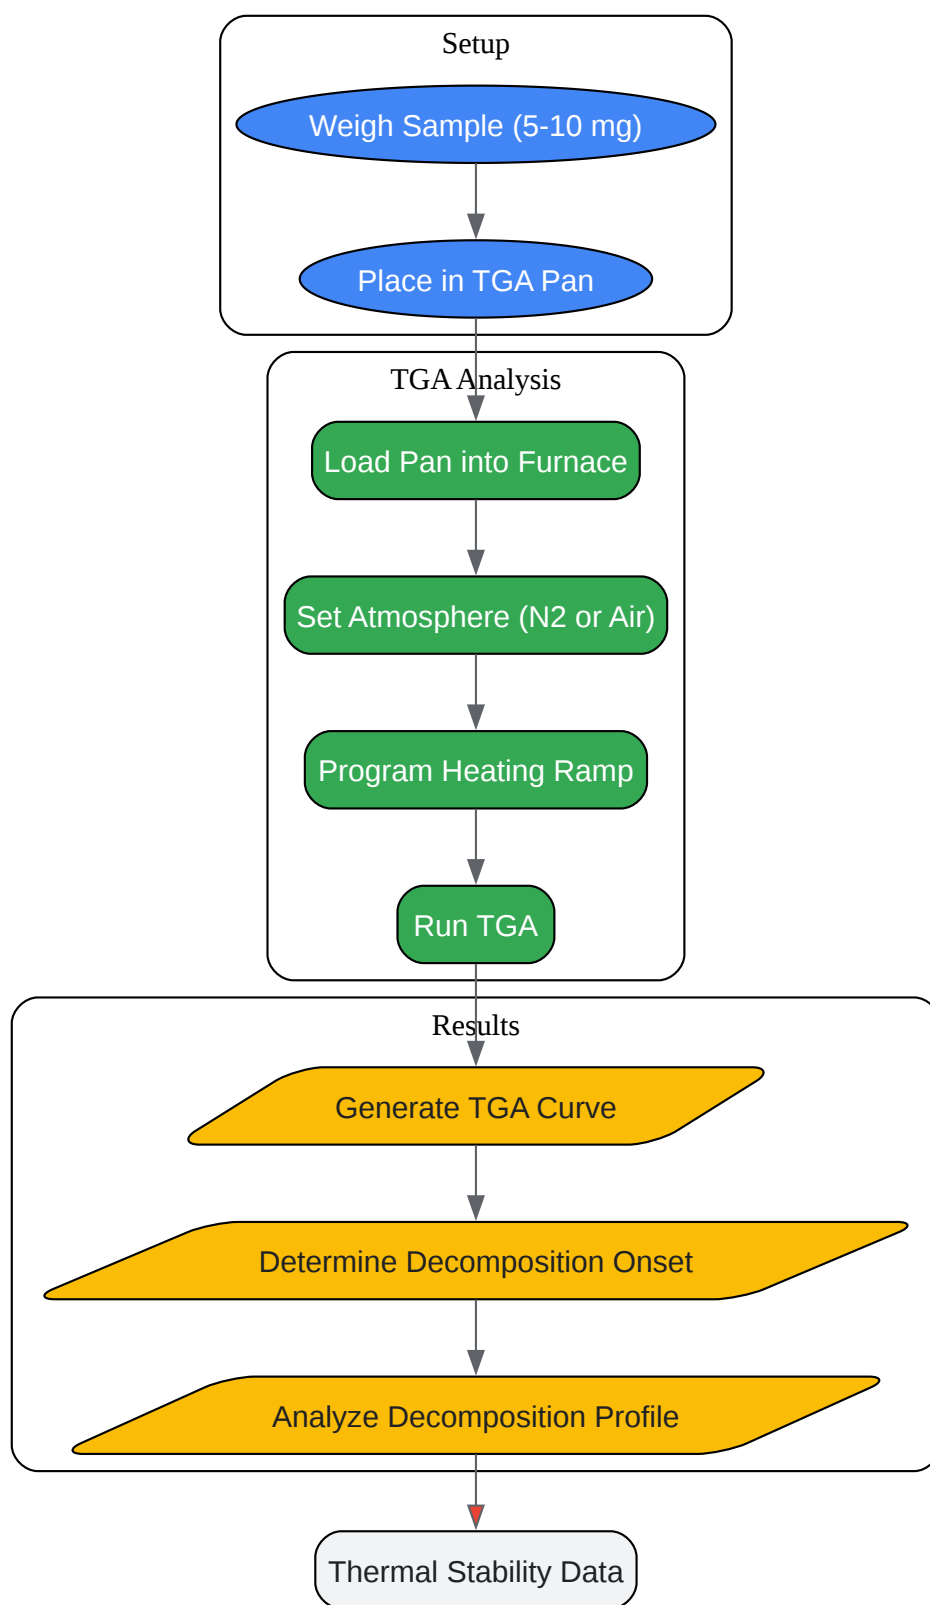 Setup
Weigh Sample (5-10 mg)
Place in TGA Pan
TGA Analysis
Load Pan into Furnace
Set Atmosphere (N2 or Air)
Program Heating Ramp
Run TGA
Results
Generate TGA Curve
Determine Decomposition Onset
Analyze Decomposition Profile
Thermal Stability Data